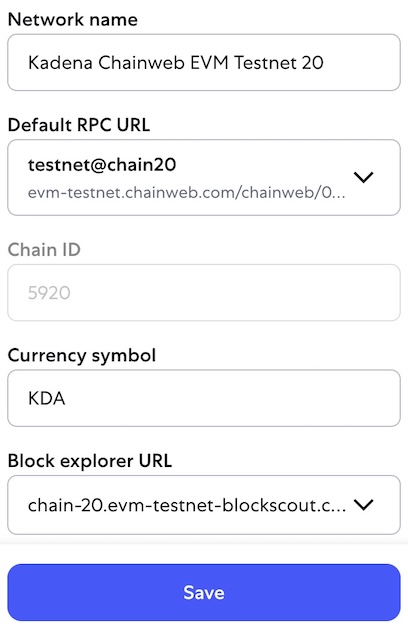 Network name
Kadena Chainweb EVM Testnet 20
Default RPC URL
testnet@chain20
evm-testnet.chainweb.com/chainweb/0...
Chain ID
5920
Currency symbol
KDA
Block explorer URL
chain-20.evm-testnet-blockscout.c...
Save